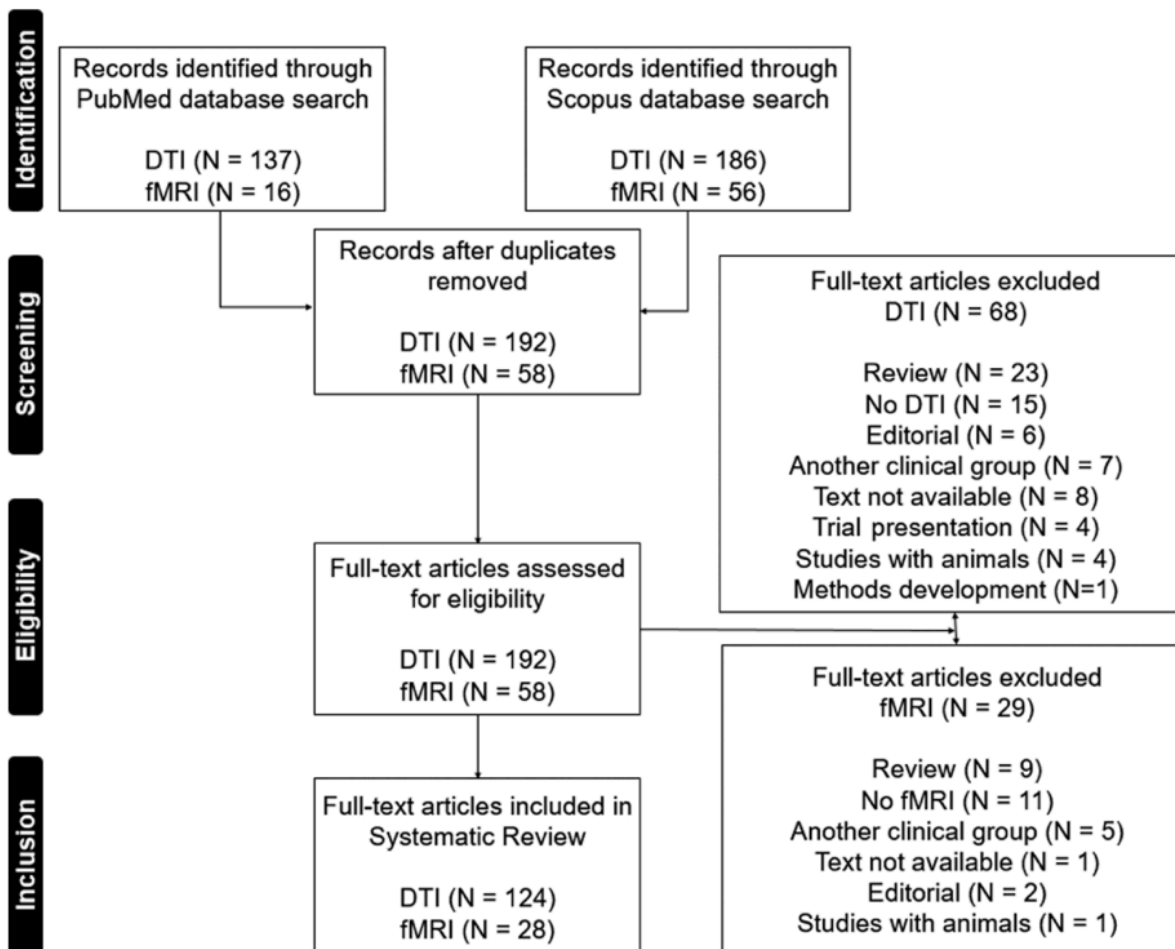 Identification
Records identified through
PubMed database search
DTI (N = 137)
fMRI (N = 16)
Records identified through
Scopus database search
DTI (N = 186)
fMRI (N = 56)
Screening
Records after duplicates
removed
DTI (N = 192)
fMRI (N = 58)
Full-text articles excluded
DTI (N = 68)
Review (N = 23)
No DTI (N = 15)
Editorial (N = 6)
Another clinical group (N = 7)
Text not available (N = 8)
Trial presentation (N = 4)
Studies with animals (N = 4)
Methods development (N=1)
Eligibility
Full-text articles assessed
for eligibility
DTI (N = 192)
fMRI (N = 58)
Full-text articles excluded
fMRI (N = 29)
Review (N = 9)
No fMRI (N = 11)
Another clinical group (N = 5)
Text not available (N = 1)
Editorial (N = 2)
Studies with animals (N = 1)
Inclusion
Full-text articles included in
Systematic Review
DTI (N = 124)
fMRI (N = 28)